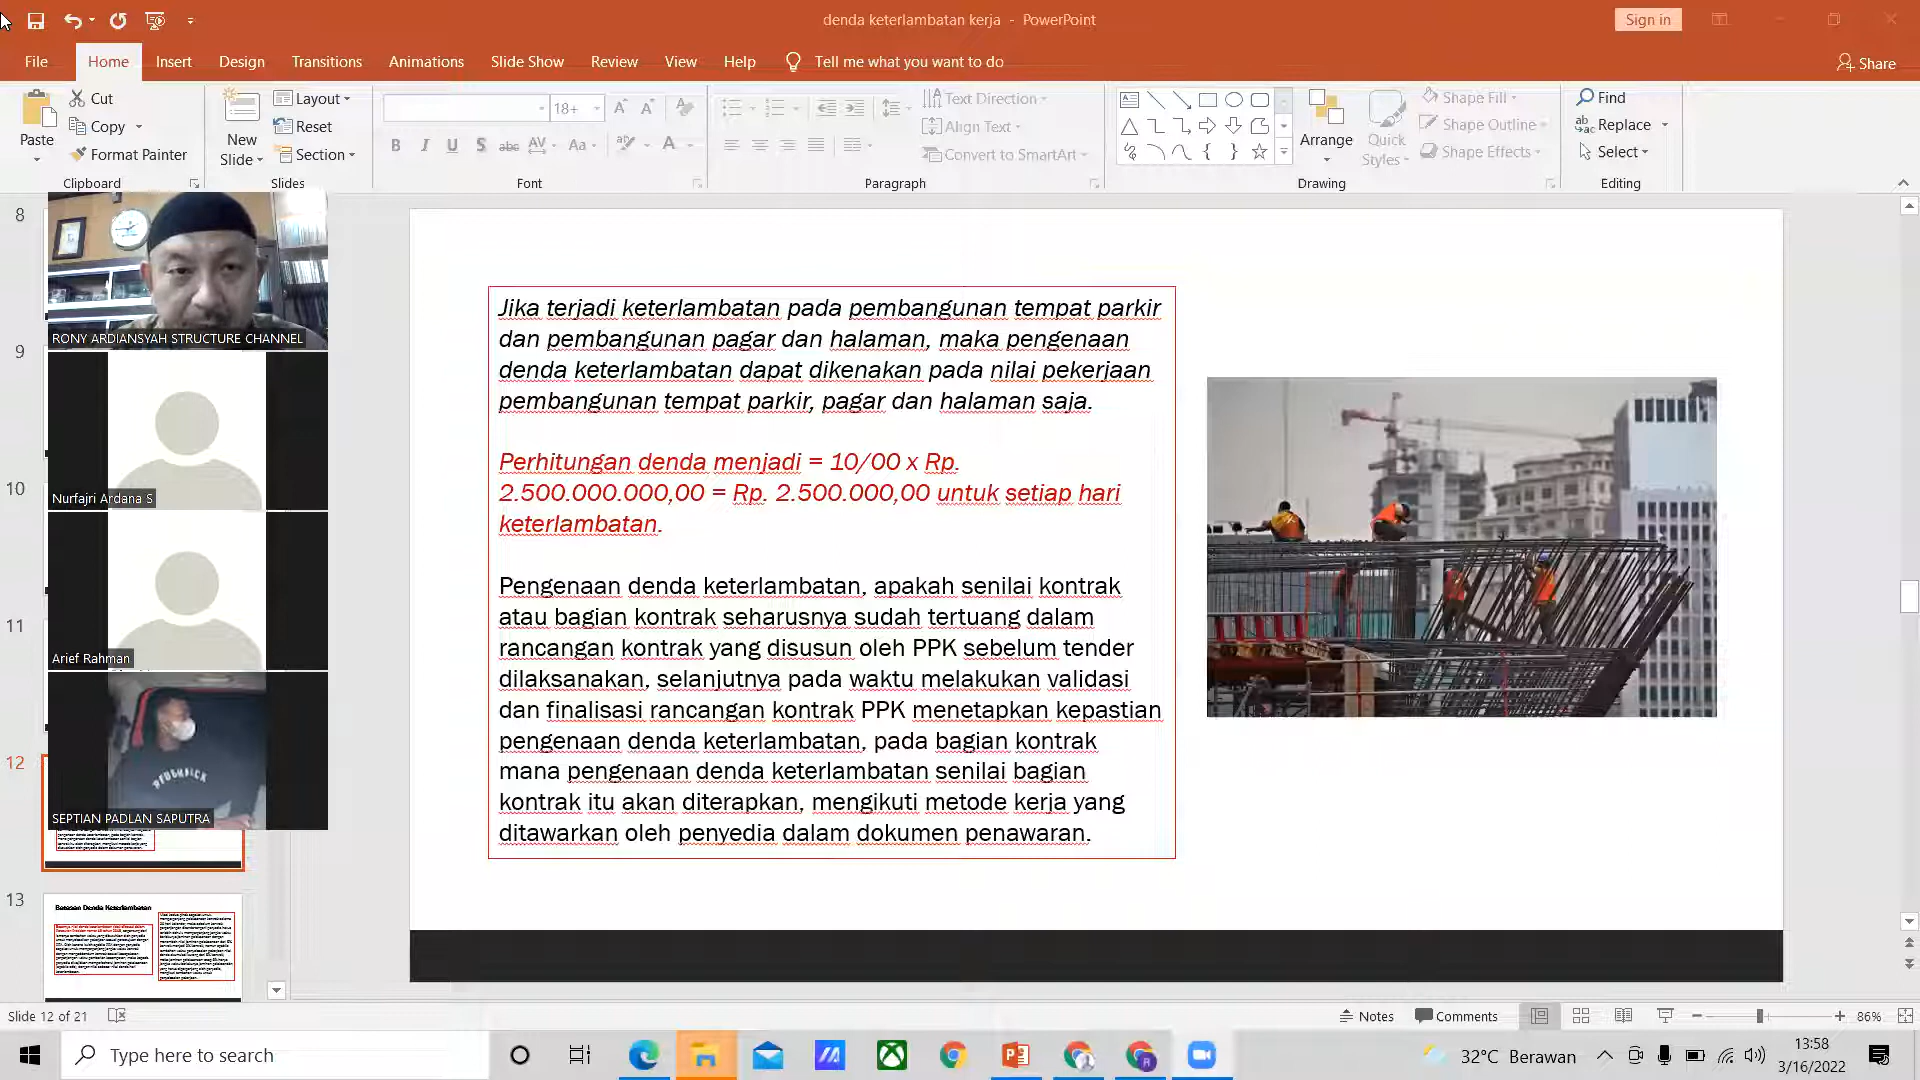 denda keterlambatan kerja - PowerPoint
Sign in
File
Home
Insert
Design
Transitions
Animations
Slide Show
Review
View
Help
Tell me what you want to do
Share
Paste
Cut
Copy
Format Painter
Clipboard
New
Slide
Layout
Reset
Section
Slides
18+
Font
Text Direction
Align Text
Convert to SmartArt
Paragraph
Arrange
Quick
Styles
Shape Fill
Shape Outline
Shape Effects
Drawing
Find
Replace
Select
Editing
8
9
10
11
12
13
RONY ARDIANSYAH STRUCTURE CHANNEL
Nurfajri Ardana S
Arief Rahman
SEPTIAN PADLAN SAPUTRA
Batasan Denda Keterlambatan
Jika terjadi keterlambatan pada pembangunan tempat parkir
dan pembangunan pagar dan halaman, maka pengenaan
denda keterlambatan dapat dikenakan pada nilai pekerjaan
pembangunan tempat parkir, pagar dan halaman saja.
Perhitungan denda menjadi = 10/00 x Rp.
2.500.000.000,00 = Rp. 2.500.000,00 untuk setiap hari
keterlambatan.
Pengenaan denda keterlambatan, apakah senilai kontrak
atau bagian kontrak seharusnya sudah tertuang dalam
rancangan kontrak yang disusun oleh PPK sebelum tender
dilaksanakan, selanjutnya pada waktu melakukan validasi
dan finalisasi rancangan kontrak PPK menetapkan kepastian
pengenaan denda keterlambatan, pada bagian kontrak
mana pengenaan denda keterlambatan senilai bagian
kontrak itu akan diterapkan, mengikuti metode kerja yang
ditawarkan oleh penyedia dalam dokumen penawaran.
Slide 12 of 21
Notes
Comments
86%
Type here to search
32°C Berawan
13:58
3/16/2022